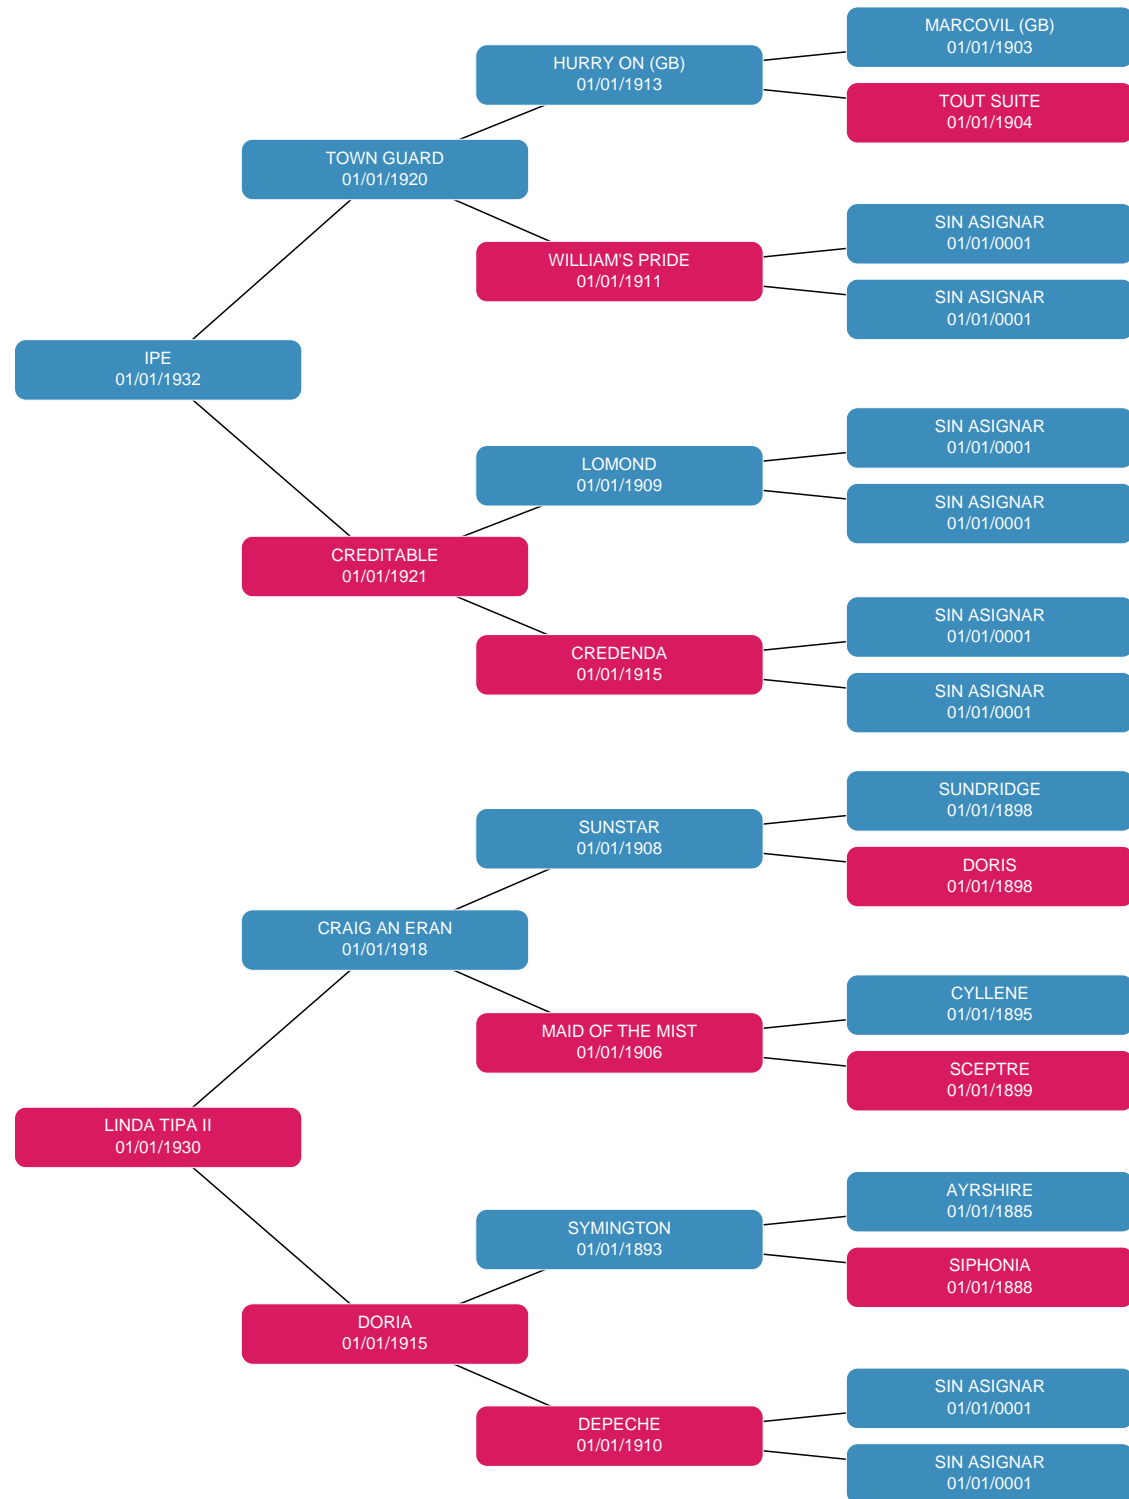 MARCOVIL (GB)
01/01/1903
HURRY ON (GB)
01/01/1913
TOUT SUITE
01/01/1904
TOWN GUARD
01/01/1920
SIN ASIGNAR
01/01/0001
WILLIAM'S PRIDE
01/01/1911
SIN ASIGNAR
01/01/0001
IPE
01/01/1932
SIN ASIGNAR
01/01/0001
LOMOND
01/01/1909
SIN ASIGNAR
01/01/0001
CREDITABLE
01/01/1921
SIN ASIGNAR
01/01/0001
CREDENDA
01/01/1915
SIN ASIGNAR
01/01/0001
SUNDRIDGE
01/01/1898
SUNSTAR
01/01/1908
DORIS
01/01/1898
CRAIG AN ERAN
01/01/1918
CYLLENE
01/01/1895
MAID OF THE MIST
01/01/1906
SCEPTRE
01/01/1899
LINDA TIPA II
01/01/1930
AYRSHIRE
01/01/1885
SYMINGTON
01/01/1893
SIPHONIA
01/01/1888
DORIA
01/01/1915
SIN ASIGNAR
01/01/0001
DEPECHE
01/01/1910
SIN ASIGNAR
01/01/0001